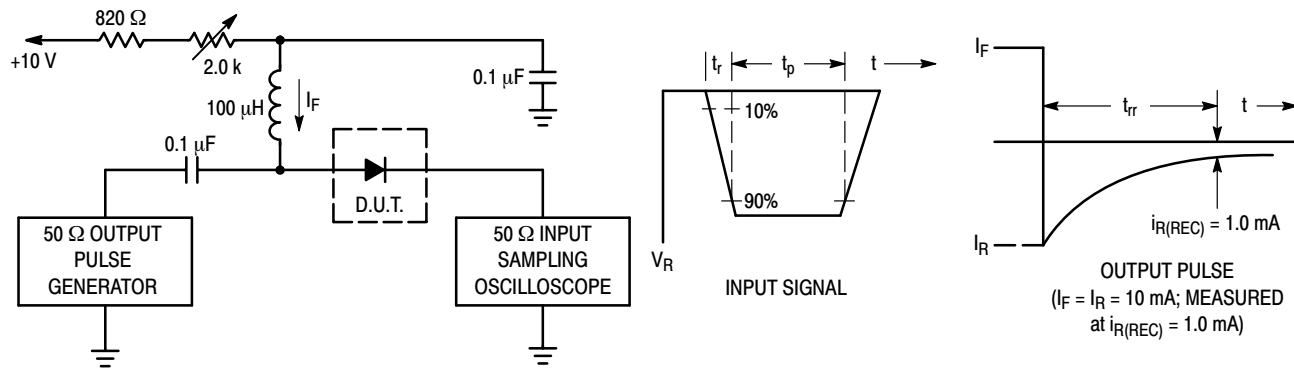 820 Ω
+10 V
2.0 k
0.1 μF
100 μH
I_F
0.1 μF
D.U.T.
50 Ω OUTPUT
PULSE
GENERATOR
50 Ω INPUT
SAMPLING
OSCILLOSCOPE
t_r
t_p
t
10%
90%
V_R
INPUT SIGNAL
I_F
t_rr
t
I_R
i_R(REC) = 1.0 mA
OUTPUT PULSE
(I_F = I_R = 10 mA; MEASURED
at i_R(REC) = 1.0 mA)